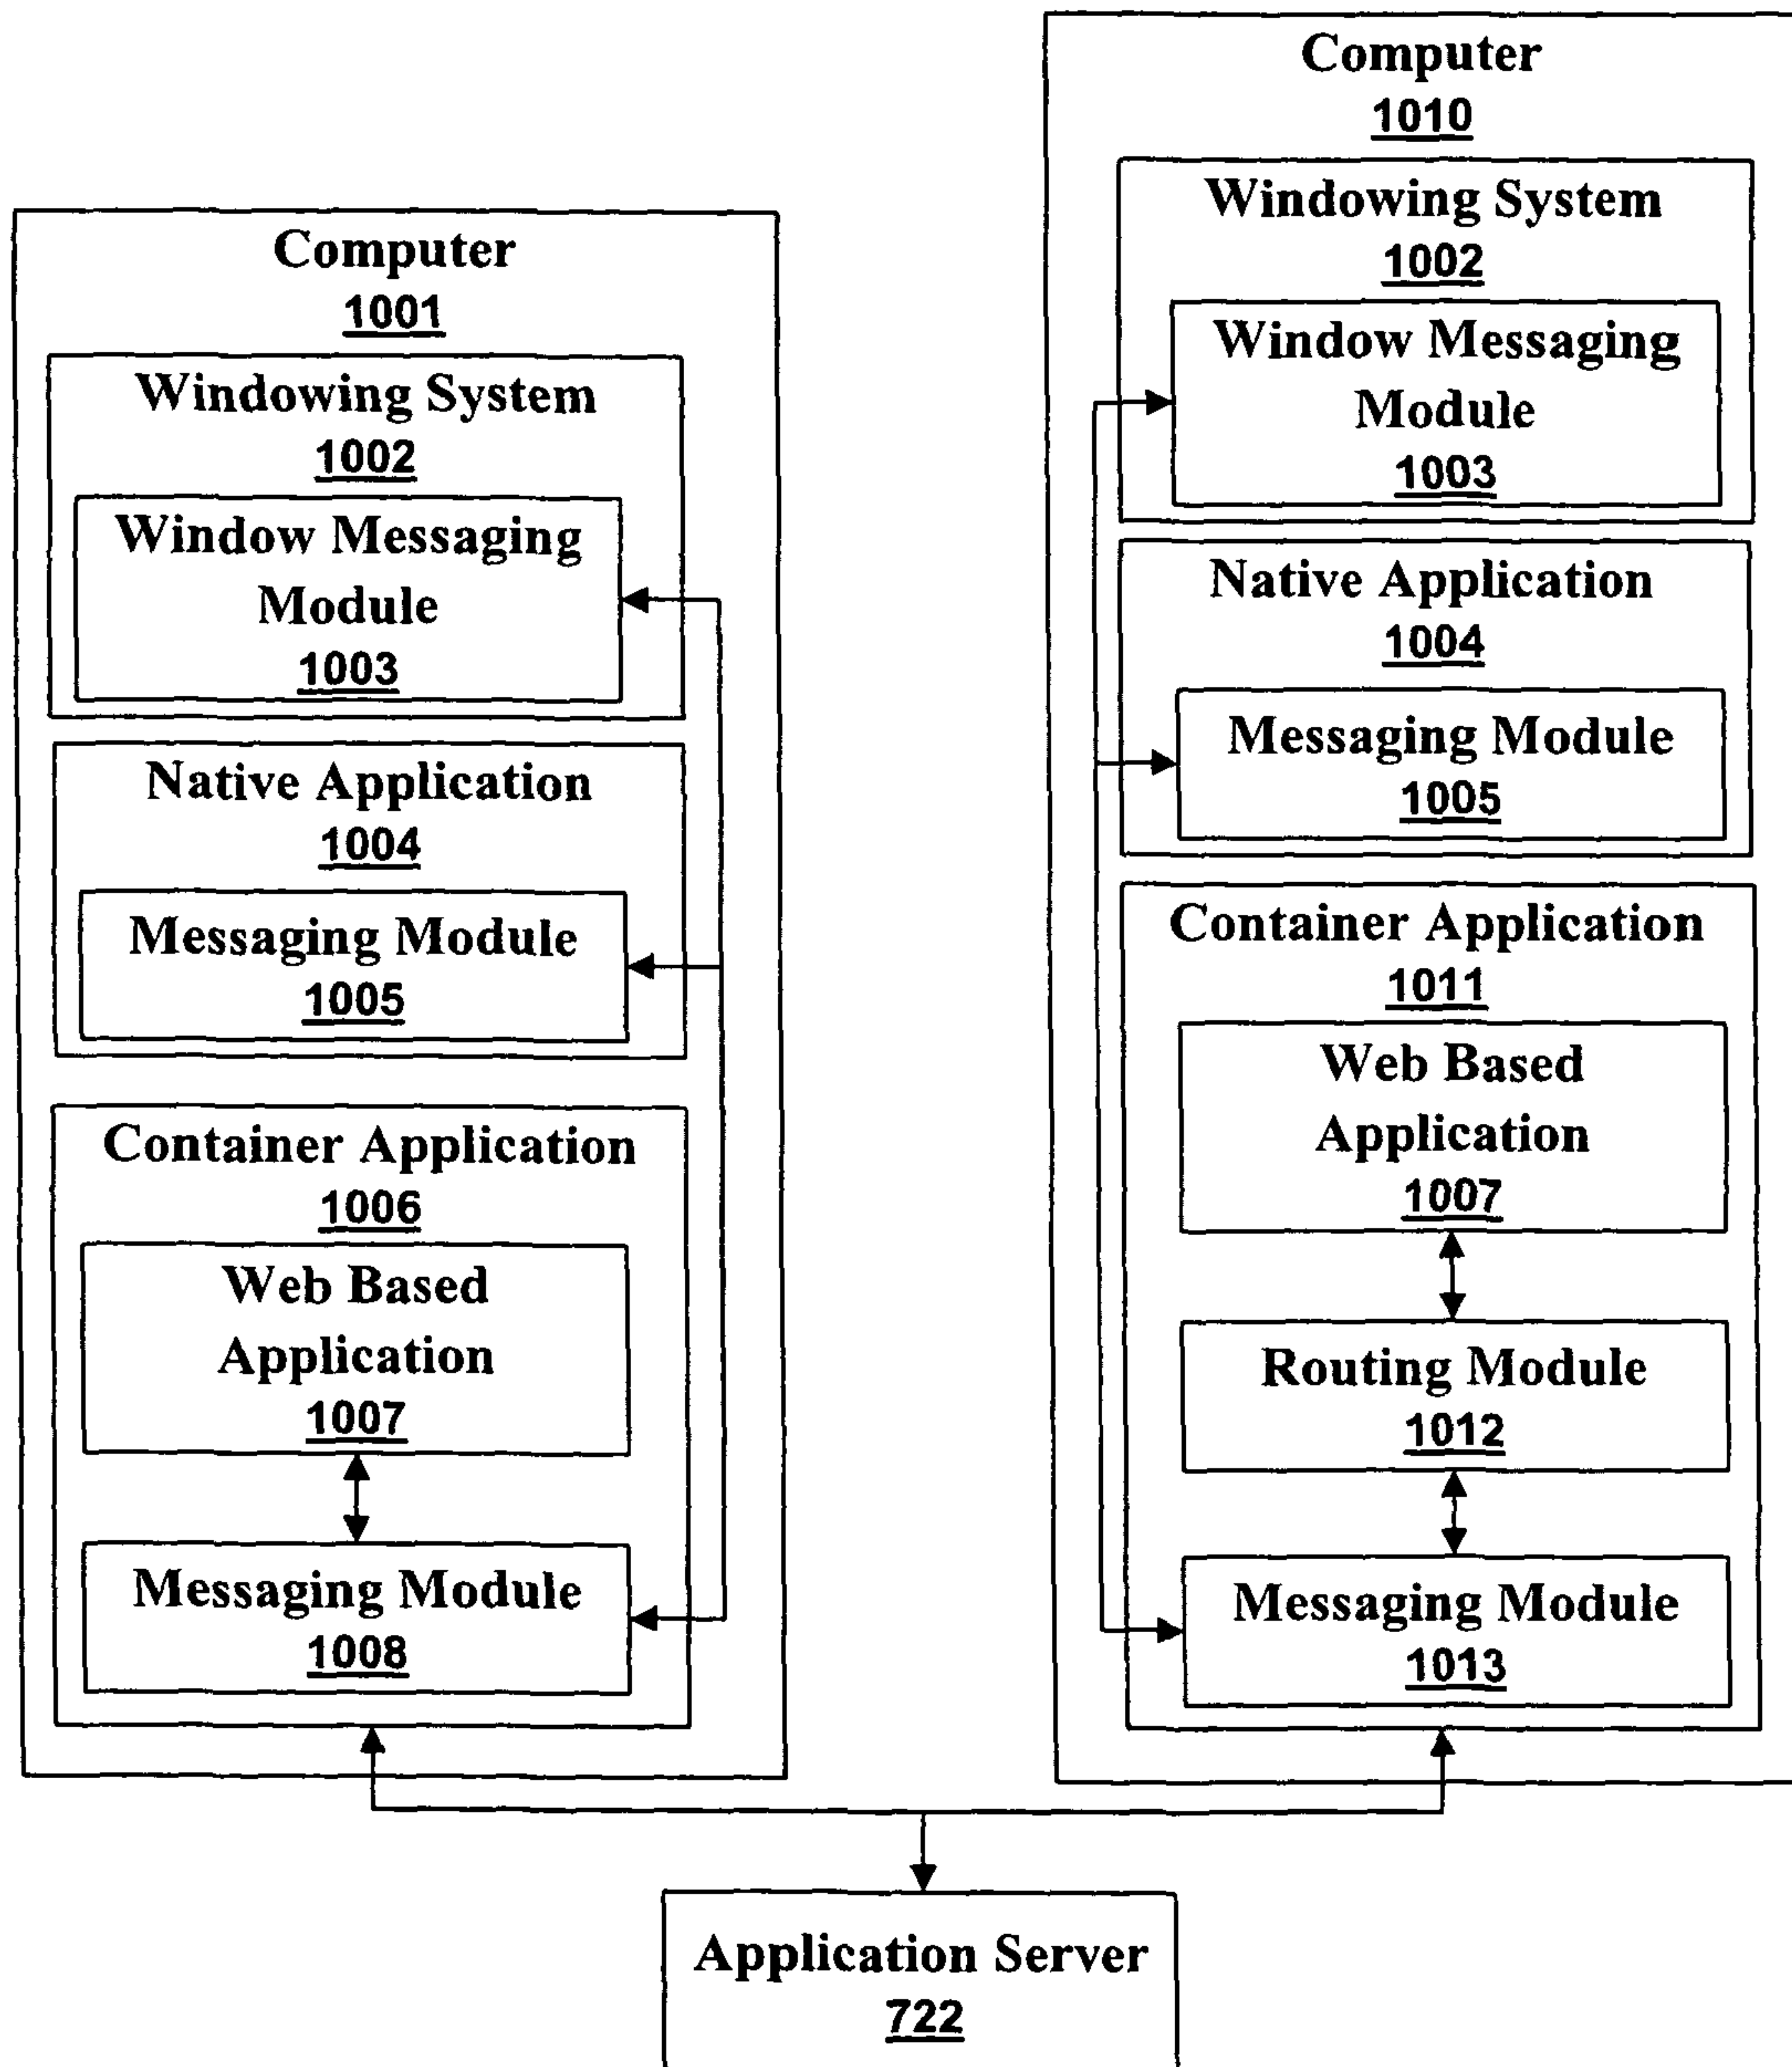 Computer
1001
Windowing System
1002
Window Messaging
Module
1003
Native Application
1004
Messaging Module
1005
Container Application
1006
Web Based
Application
1007
Messaging Module
1008
Computer
1010
Windowing System
1002
Window Messaging
Module
1003
Native Application
1004
Messaging Module
1005
Container Application
1011
Web Based
Application
1007
Routing Module
1012
Messaging Module
1013
Application Server
722